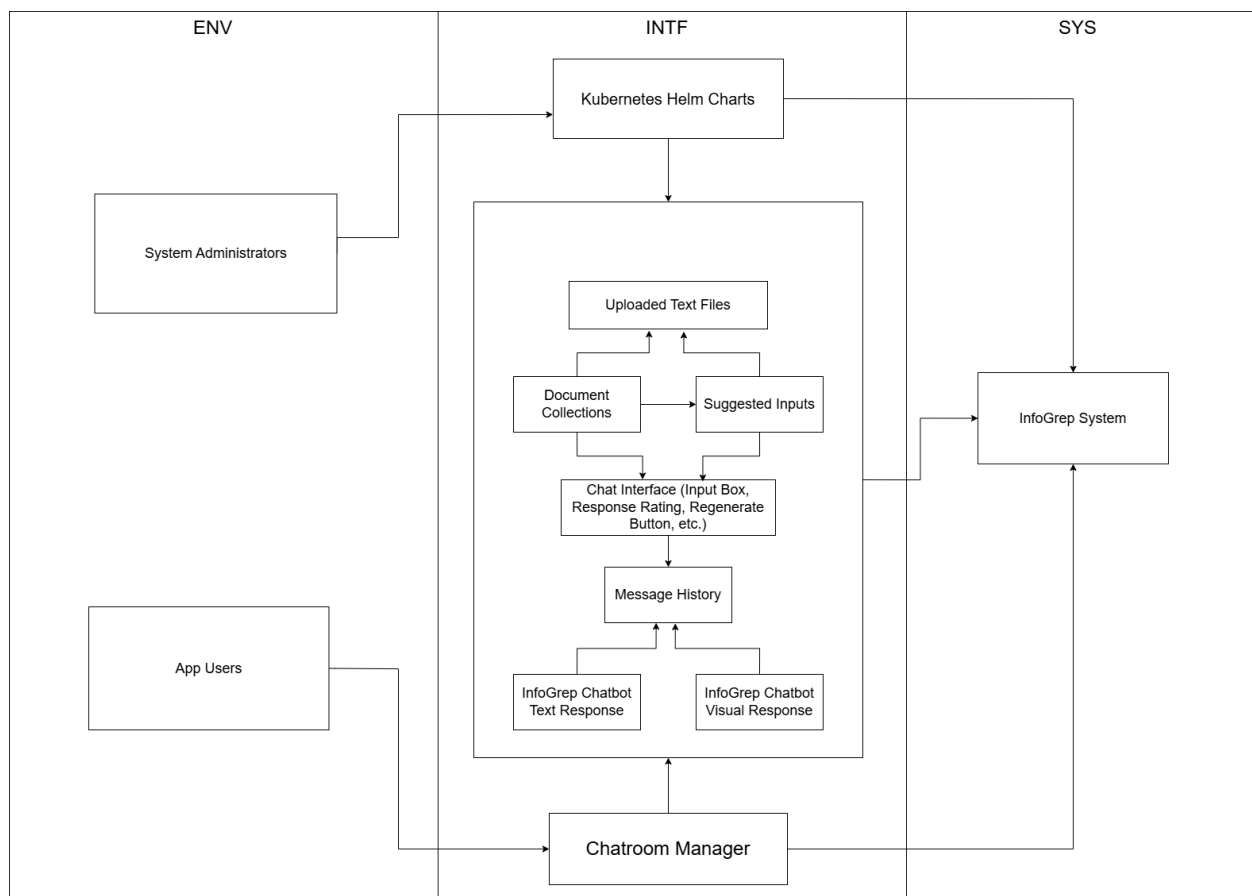 ENV
INTF
SYS
Kubernetes Helm Charts
System Administrators
Uploaded Text Files
Document
Collections
Suggested Inputs
InfoGrep System
Chat Interface (Input Box,
Response Rating, Regenerate
Button, etc.)
Message History
App Users
InfoGrep Chatbot
Text Response
InfoGrep Chatbot
Visual Response
Chatroom Manager